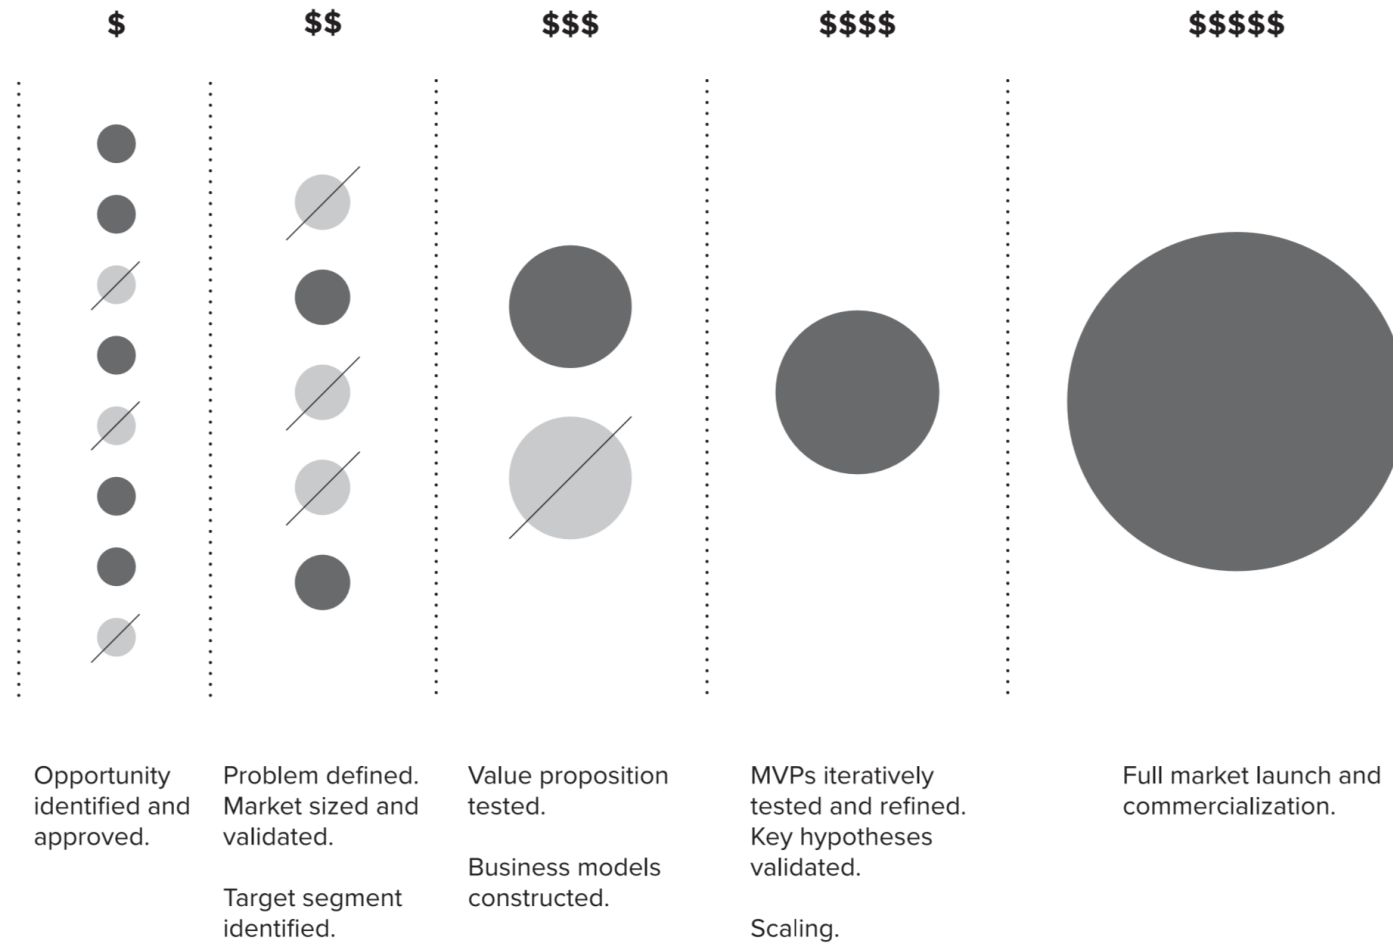 $
$$
$$$
$$$$
$$$$$
Opportunity
identified and
approved.
Problem defined.
Market sized and
validated.
Target segment
identified.
Value proposition
tested.
Business models
constructed.
MVPs iteratively
tested and refined.
Key hypotheses
validated.
Scaling.
Full market launch and
commercialization.